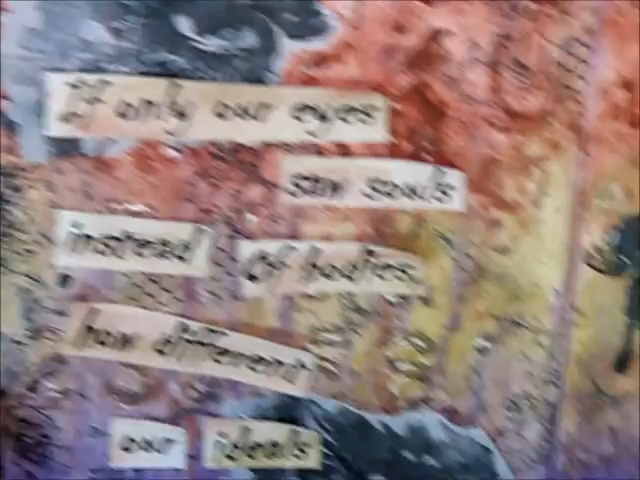 If only our eyes
saw souls
instead of bodies,
how different
our ideals